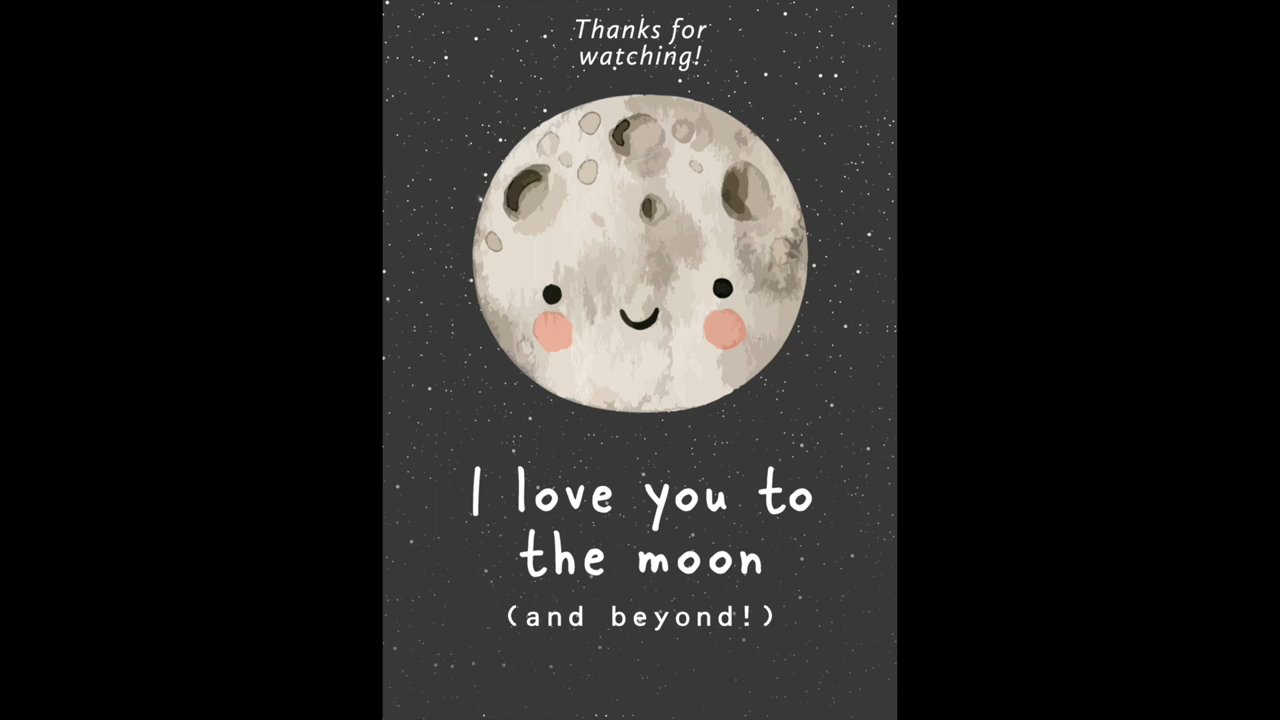 Thanks for
watching!
I love you to
the moon
(and beyond!)